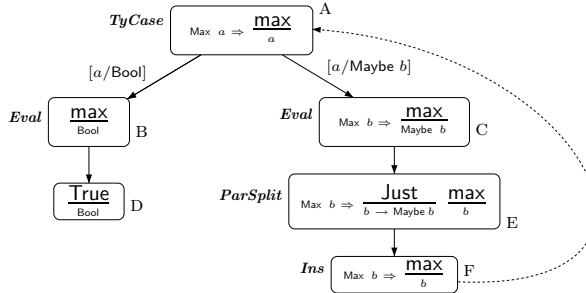 A
TyCase
Max a ⇒ max
a
[a/Bool]
[a/Maybe b]
Eval
max
Bool
B
Eval
Max b ⇒ max
Maybe b
C
True
Bool
D
ParSplit
Max b ⇒ Just max
b → Maybe b b
E
Ins
Max b ⇒ max
b
F